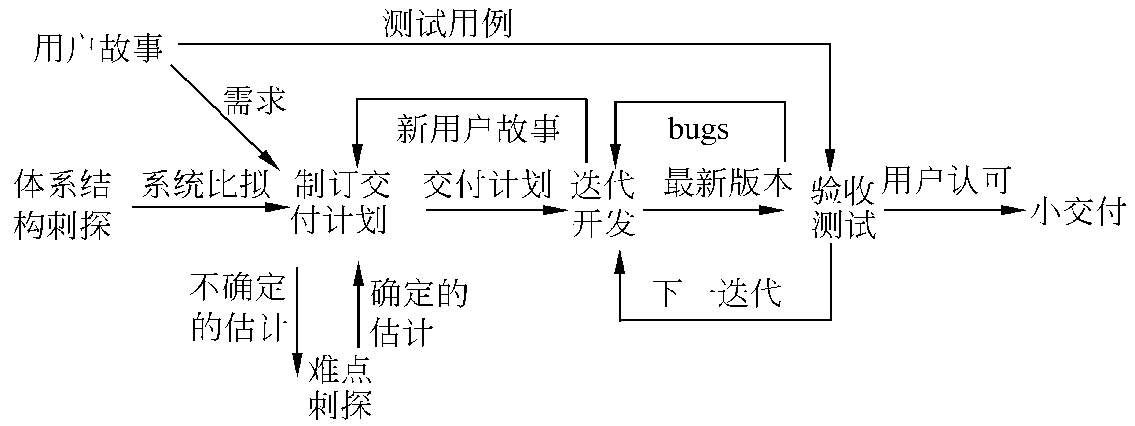 测试用例
用户故事
需求
新用户故事
bugs
体系结
构刺探
系统比拟
制订交
付计划
交付计划
迭代
开发
最新版本
验收
测试
用户认可
小交付
不确定
的估计
确定的
估计
下一迭代
难点
刺探